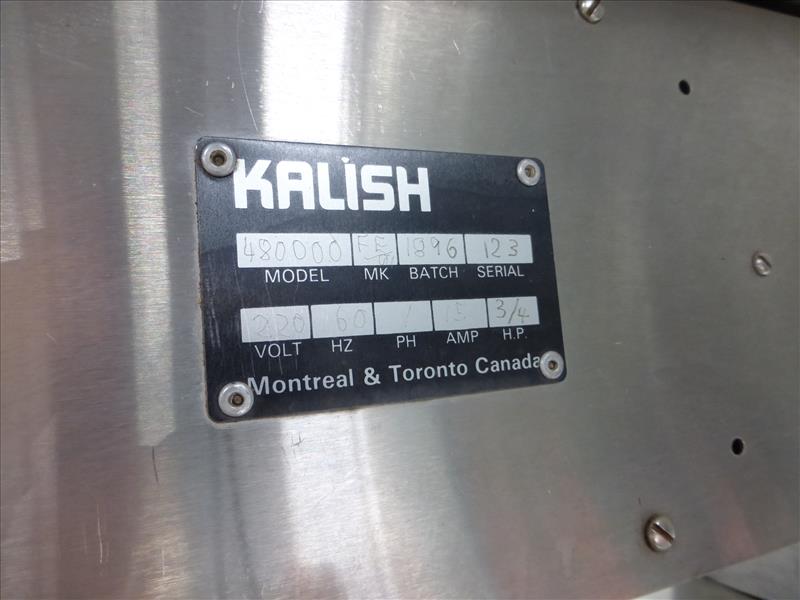 KALISH
480000 FE 1896 123
MODEL MK BATCH SERIAL
220 60 1 15 3/4
VOLT HZ PH AMP H.P.
Montreal & Toronto Canada